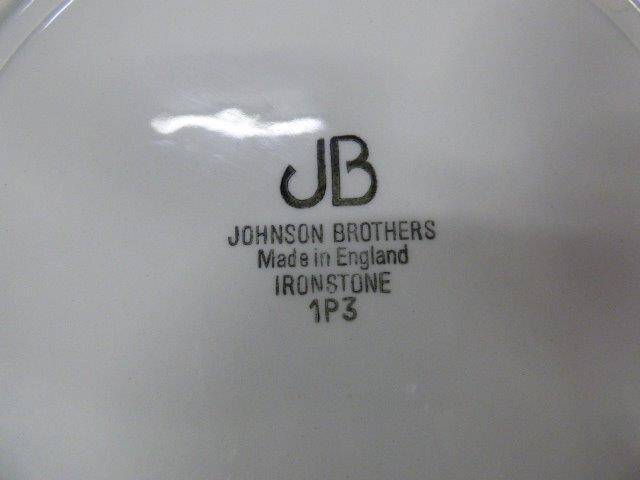 JB
JOHNSON BROTHERS
Made in England
IRONSTONE
1P3